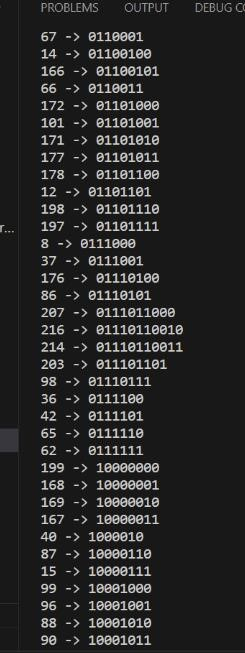 PROBLEMS OUTPUT DEBUG CO
67 -> 0110001
14 -> 01100100
166 -> 01100101
66 -> 0110011
172 -> 01101000
101 -> 01101001
171 -> 01101010
177 -> 01101011
178 -> 01101100
12 -> 01101101
198 -> 01101110
197 -> 01101111
r...
8 -> 0111000
37 -> 0111001
176 -> 01110100
86 -> 01110101
207 -> 0111011000
216 -> 01110110010
214 -> 01110110011
203 -> 011101101
98 -> 01110111
36 -> 0111100
42 -> 0111101
65 -> 0111110
62 -> 0111111
199 -> 10000000
168 -> 10000001
169 -> 10000010
167 -> 10000011
40 -> 1000010
87 -> 10000110
15 -> 10000111
99 -> 10001000
96 -> 10001001
88 -> 10001010
90 -> 10001011